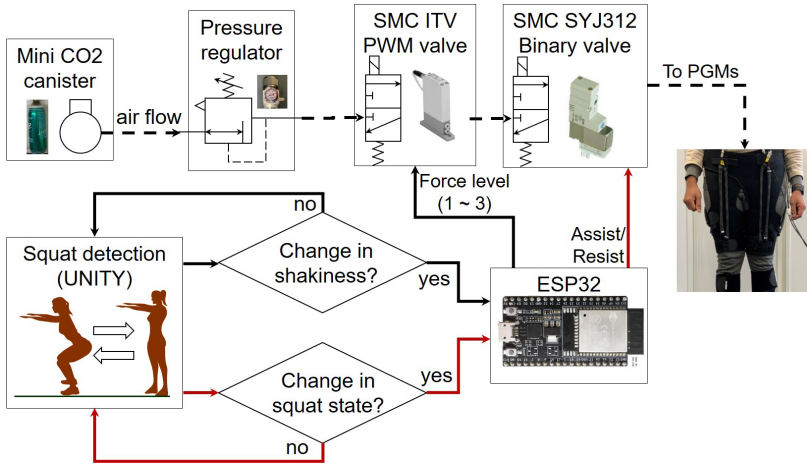 Mini CO2
canister
air flow
Pressure
regulator
SMC ITV
PWM valve
SMC SYJ312
Binary valve
To PGMs
Force level
(1 ~ 3)
Assist/
Resist
no
Squat detection
(UNITY)
Change in
shakiness?
yes
ESP32
Change in
squat state?
yes
no